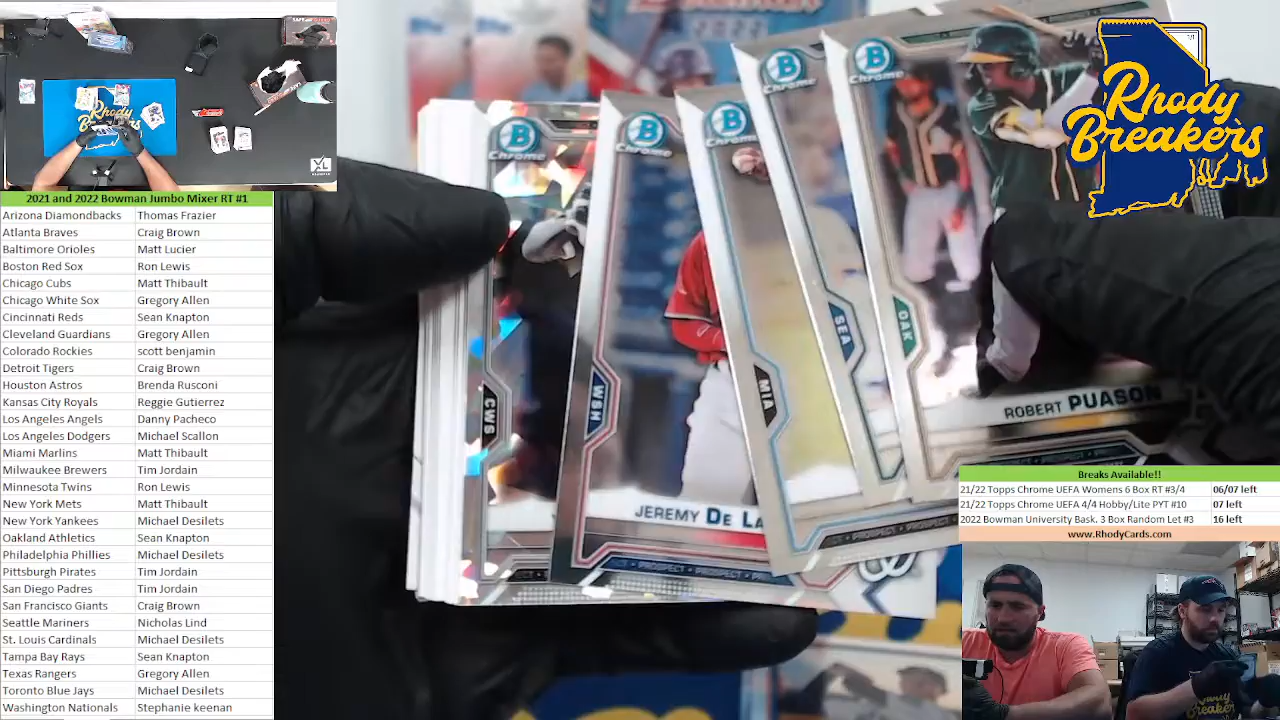 2021 and 2022 Bowman Jumbo Mixer RT #1
Arizona Diamondbacks Thomas Frazier
Atlanta Braves Craig Brown
Baltimore Orioles Matt Lucier
Boston Red Sox Ron Lewis
Chicago Cubs Matt Thibault
Chicago White Sox Gregory Allen
Cincinnati Reds Sean Knapton
Cleveland Guardians Gregory Allen
Colorado Rockies scott benjamin
Detroit Tigers Craig Brown
Houston Astros Brenda Rusconi
Kansas City Royals Reggie Gutierrez
Los Angeles Angels Danny Pacheco
Los Angeles Dodgers Michael Scallon
Miami Marlins Matt Thibault
Milwaukee Brewers Tim Jordain
Minnesota Twins Ron Lewis
New York Mets Matt Thibault
New York Yankees Michael Desilets
Oakland Athletics Sean Knapton
Philadelphia Phillies Michael Desilets
Pittsburgh Pirates Tim Jordain
San Diego Padres Tim Jordain
San Francisco Giants Craig Brown
Seattle Mariners Nicholas Lind
St. Louis Cardinals Michael Desilets
Tampa Bay Rays Sean Knapton
Texas Rangers Gregory Allen
Toronto Blue Jays Michael Desilets
Washington Nationals Stephanie keenan
B Chrome
B Chrome
B Chrome
B Chrome
B Chrome
CWS
WSH
MIA
SEA
OAK
ROBERT PUASON
JEREMY DE LA
PROSPECT • PROSPECT
Rhody
Breakers
Breaks Available!!
21/22 Topps Chrome UEFA Womens 6 Box RT #3/4 06/07 left
21/22 Topps Chrome UEFA 4/4 Hobby/Lite PYT #10 07 left
2022 Bowman University Bask. 3 Box Random Let #3 16 left
www.RhodyCards.com
Rhody
Breakers